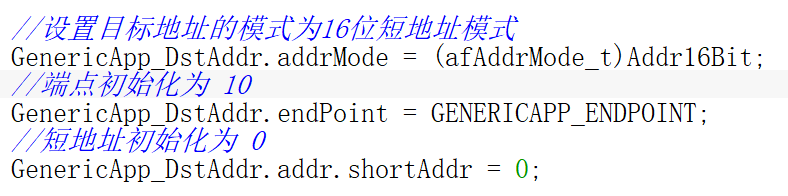 //设置目标地址的模式为16位短地址模式
GenericApp_DstAddr.addrMode = (afAddrMode_t)Addr16Bit;
//端点初始化为 10
GenericApp_DstAddr.endPoint = GENERICAPP_ENDPOINT;
//短地址初始化为 0
GenericApp_DstAddr.addr.shortAddr = 0;